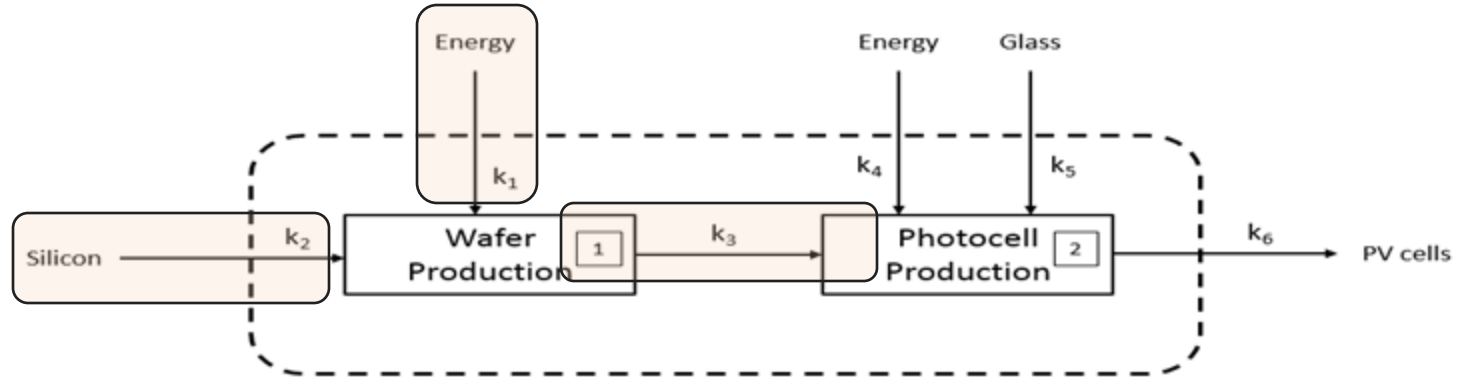 Energy
Energy
Glass
k₁
k₄
k₅
Silicon
k₂
Wafer
Production
1
k₃
Photocell
Production
2
k₆
PV cells